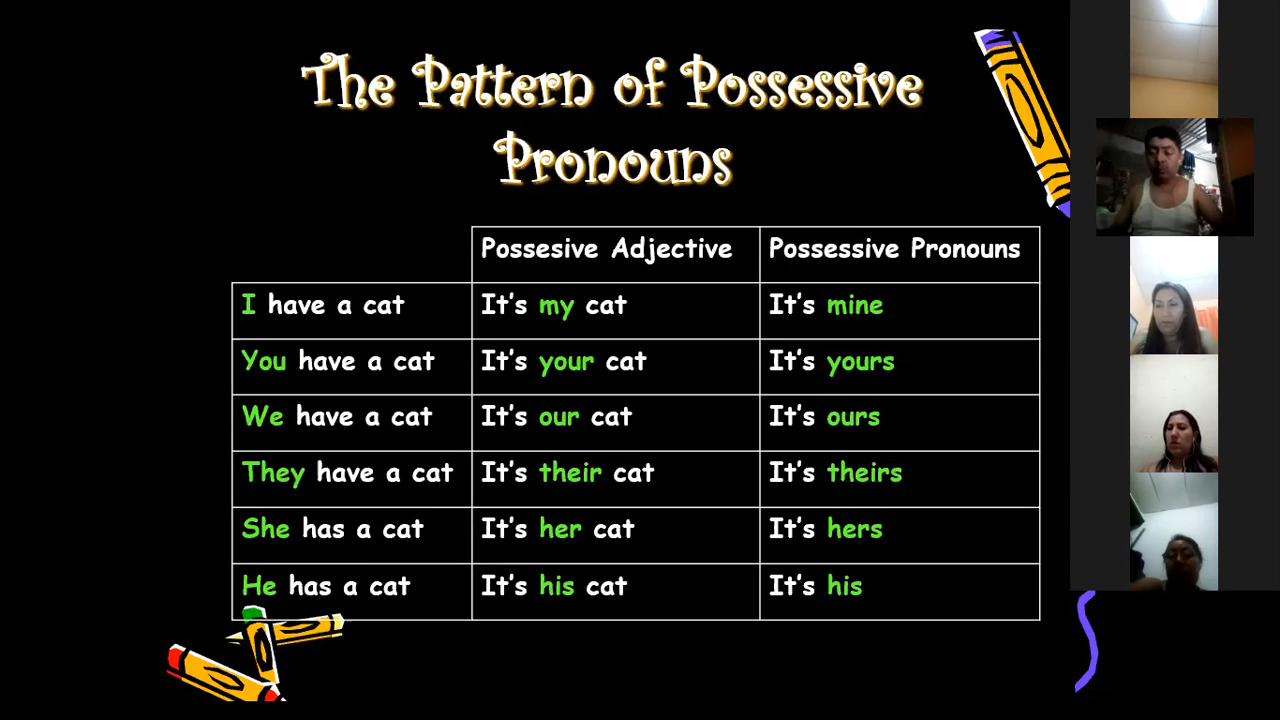 The Pattern of Possessive
Pronouns
Possesive Adjective Possessive Pronouns
I have a cat It's my cat It's mine
You have a cat It's your cat It's yours
We have a cat It's our cat It's ours
They have a cat It's their cat It's theirs
She has a cat It's her cat It's hers
He has a cat It's his cat It's his